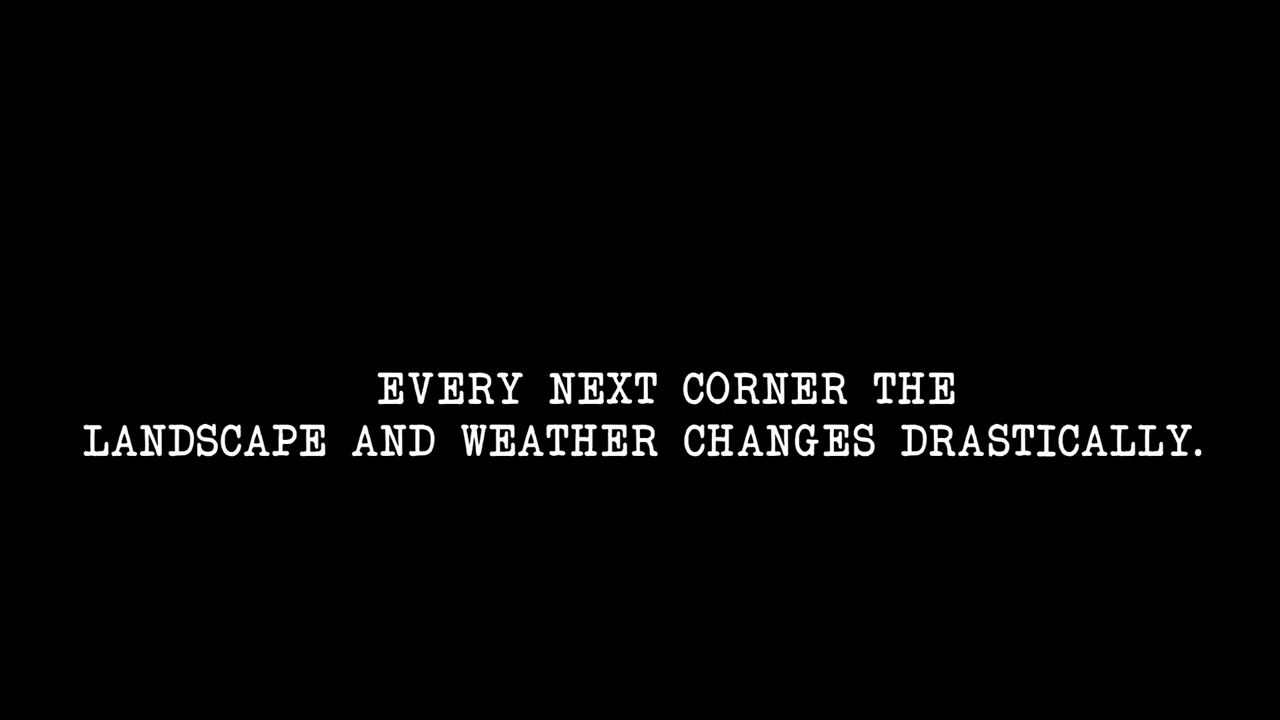 EVERY NEXT CORNER THE
LANDSCAPE AND WEATHER CHANGES DRASTICALLY.